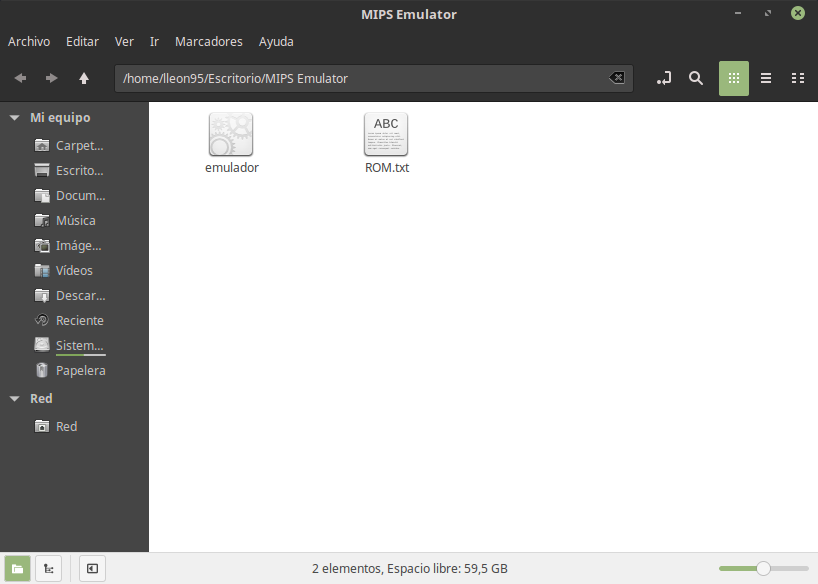 MIPS Emulator
Archivo Editar Ver Ir Marcadores Ayuda
/home/lleon95/Escritorio/MIPS Emulator
Mi equipo
Carpet...
Escrito...
Docum...
Música
Imáge...
Vídeos
Descar...
Reciente
Sistem...
Papelera
Red
Red
emulador
ABC
ROM.txt
2 elementos, Espacio libre: 59,5 GB